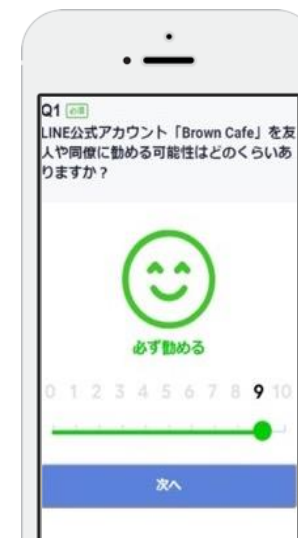 Q1 必須
LINE公式アカウント「Brown Cafe」を友
人や同僚に勧める可能性はどのくらいあ
りますか？
必ず勧める
0 1 2 3 4 5 6 7 8 9 10
次へ